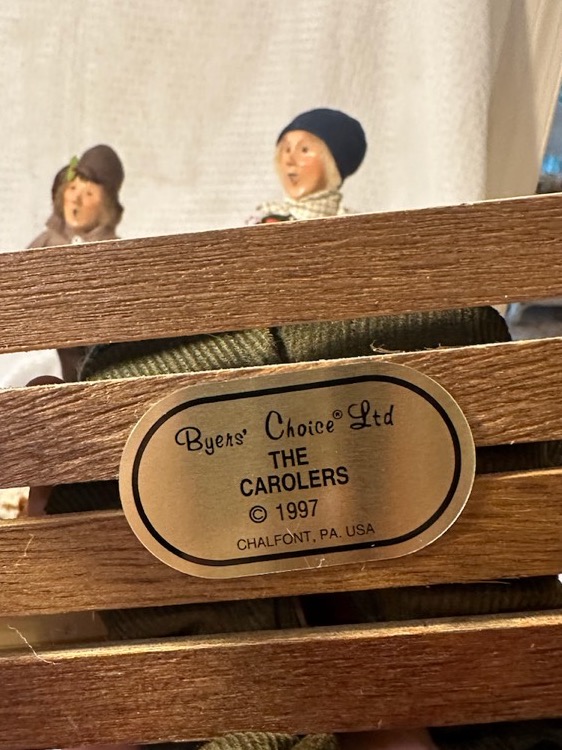 Byers' Choice® Ltd
THE
CAROLERS
© 1997
CHALFONT, PA. USA